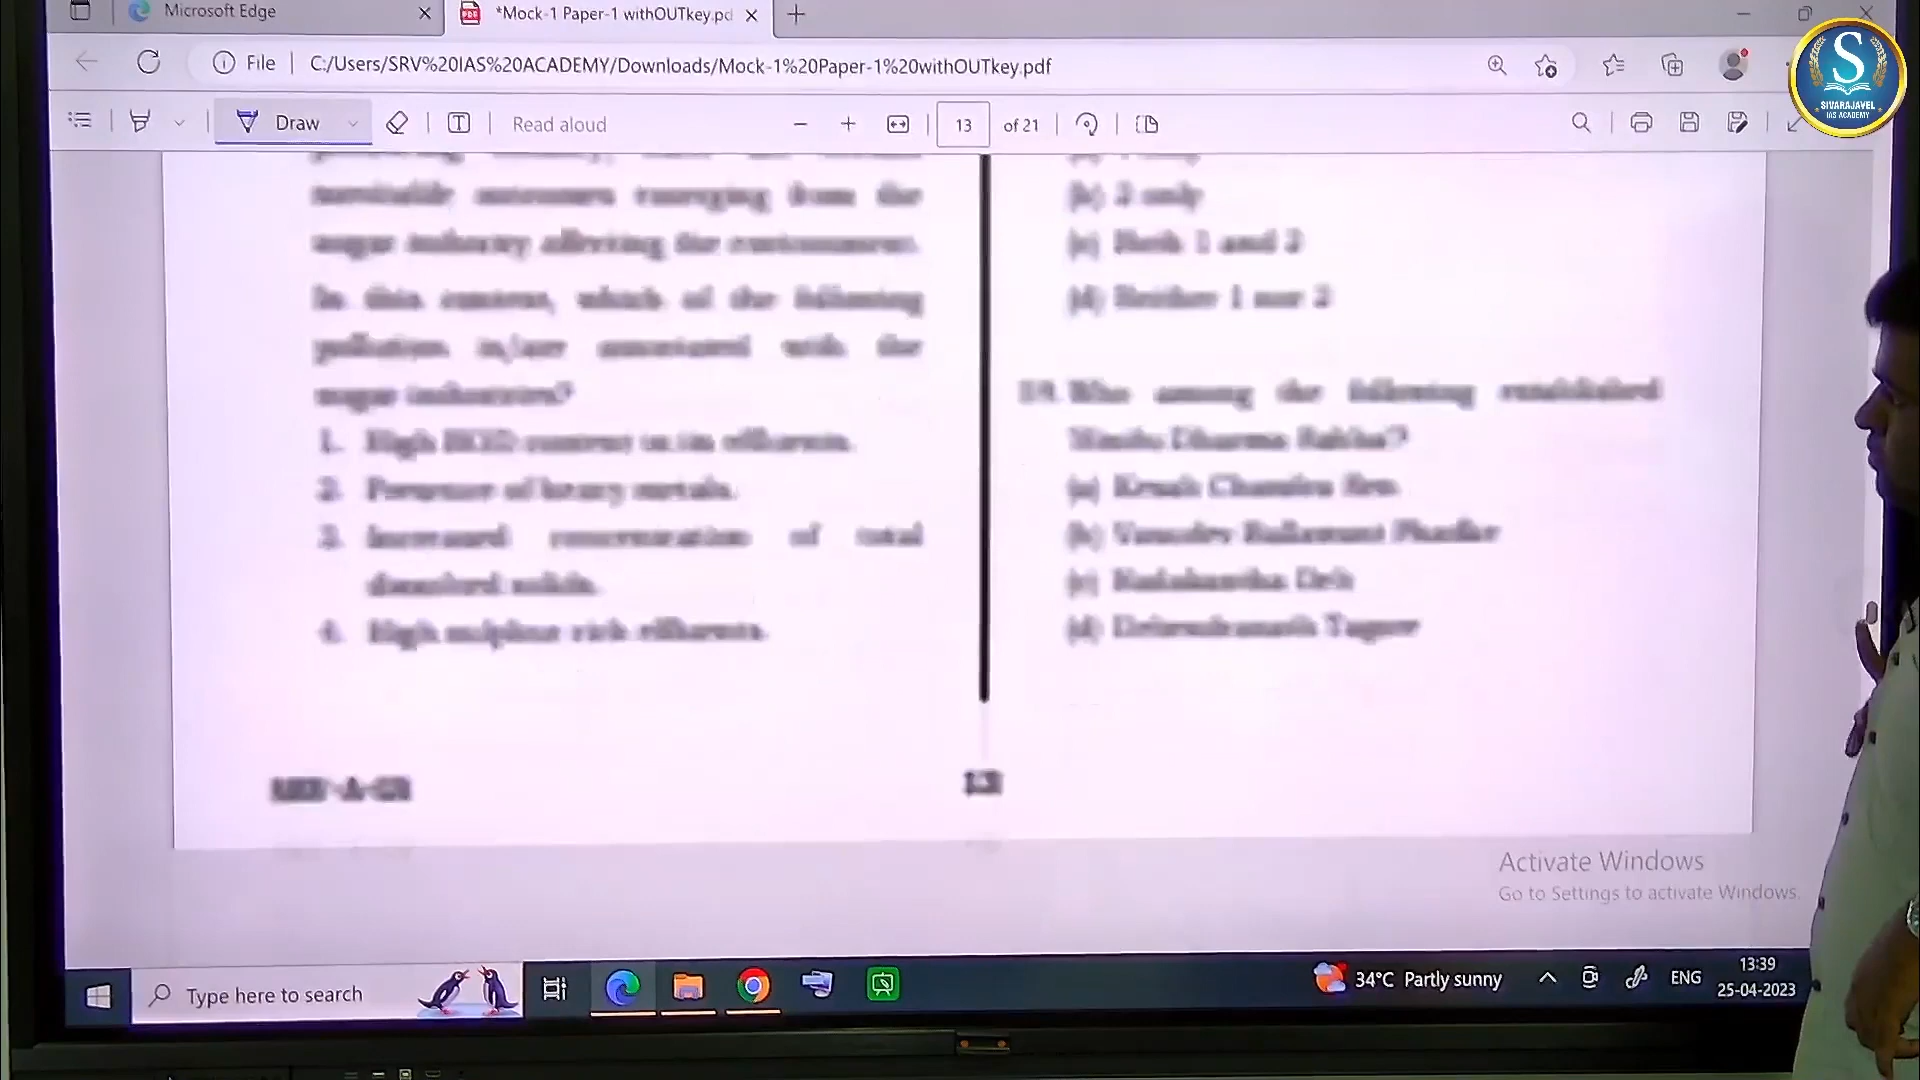 Microsoft Edge
*Mock-1 Paper-1 withOUTkey.pd
File
C:/Users/SRV%20IAS%20ACADEMY/Downloads/Mock-1%20Paper-1%20withOUTkey.pdf
Draw
Read aloud
13
of 21
S
SIVARAJAVEL
IAS ACADEMY
from the
sugar industry affecting the environment.
In this context, which of the following
pollution is/are associated with the
sugar industries?
1. High BOD content in its effluents.
2. Presence of heavy metals.
3. Increased concentration of total
dissolved solids.
4. High sulphur rich effluents.
(b) 2 only
(c) Both 1 and 2
(d) Neither 1 nor 2
Who among the following established
Dharma Sabha'?
(a) Keshab Chandra Sen
(b) Vasudev Balwant Phadke
(c) Radhakanta Deb
(d) Debendranath Tagore
13
Activate Windows
Go to Settings to activate Windows.
Type here to search
34°C Partly sunny
ENG
13:39
25-04-2023